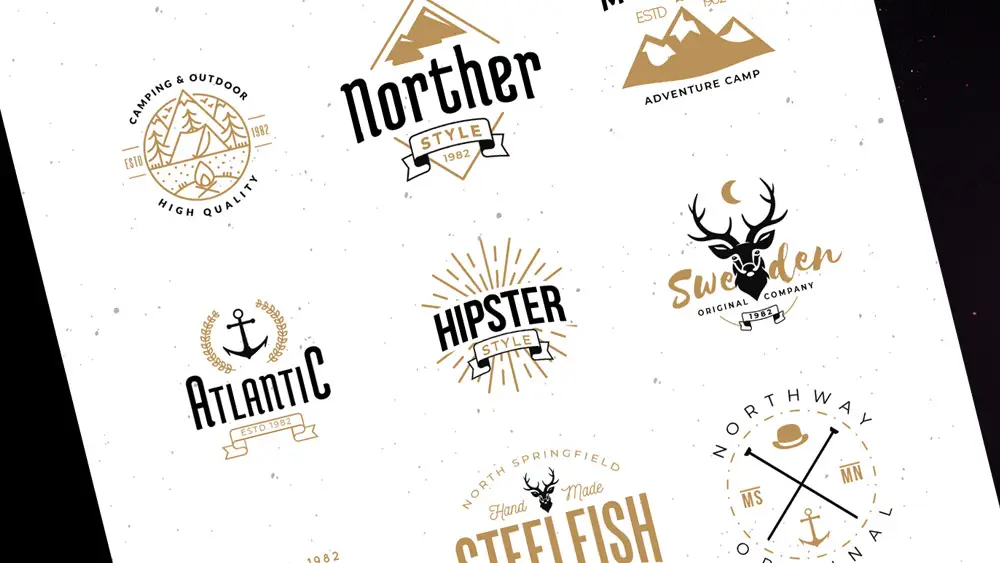 CAMPING & OUTDOOR
ESTD
1982
HIGH QUALITY
Norther
STYLE
1982
ESTD
1982
ADVENTURE CAMP
Sweden
ORIGINAL COMPANY
1982
ATLANTIC
ESTD 1982
HIPSTER
STYLE
NORTH SPRINGFIELD
Hand Made
STEELFISH
NORTHWAY
MS
MN
1982